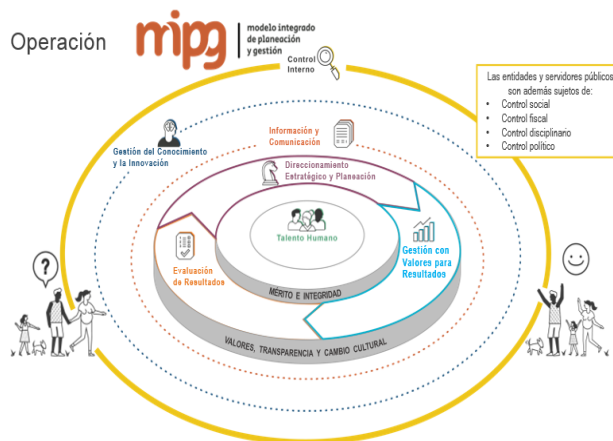 Operación
mipg
modelo integrado
de planeación
y gestión
Control
Interno
Las entidades y servidores públicos
son además sujetos de:
• Control social
• Control fiscal
• Control disciplinario
• Control político
Gestión del Conocimiento
y la Innovación
Información y
Comunicación
Direccionamiento
Estratégico y Planeación
Talento Humano
Gestión con
Valores para
Resultados
Evaluación
de Resultados
MÉRITO E INTEGRIDAD
VALORES, TRANSPARENCIA Y CAMBIO CULTURAL
?